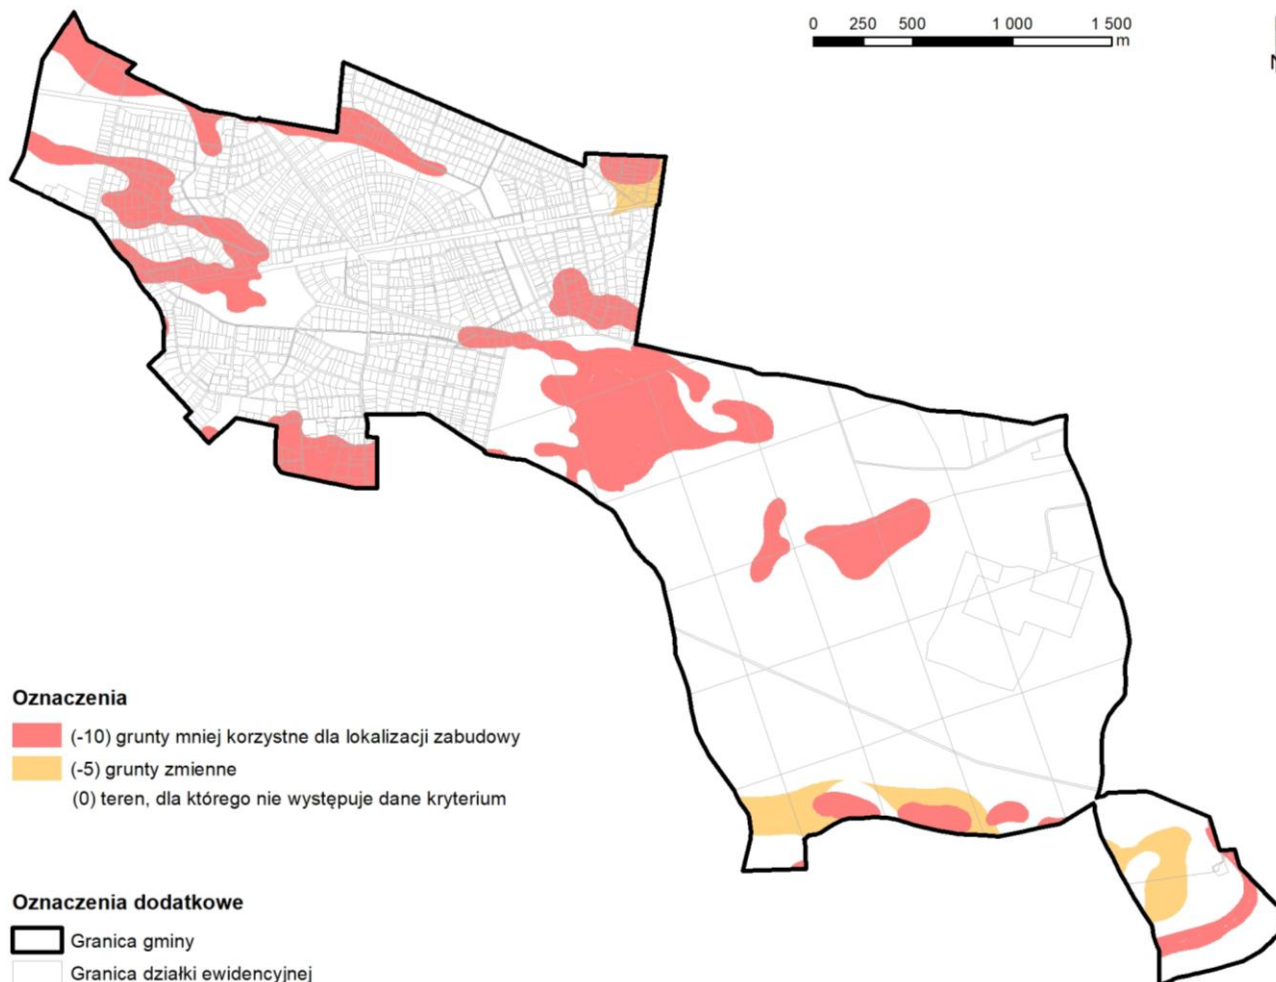 0 250 500 1 000 1 500
m
N
Oznaczenia
(-10) grunty mniej korzystne dla lokalizacji zabudowy
(-5) grunty zmienne
(0) teren, dla którego nie występuje dane kryterium
Oznaczenia dodatkowe
Granica gminy
Granica działki ewidencyjnej